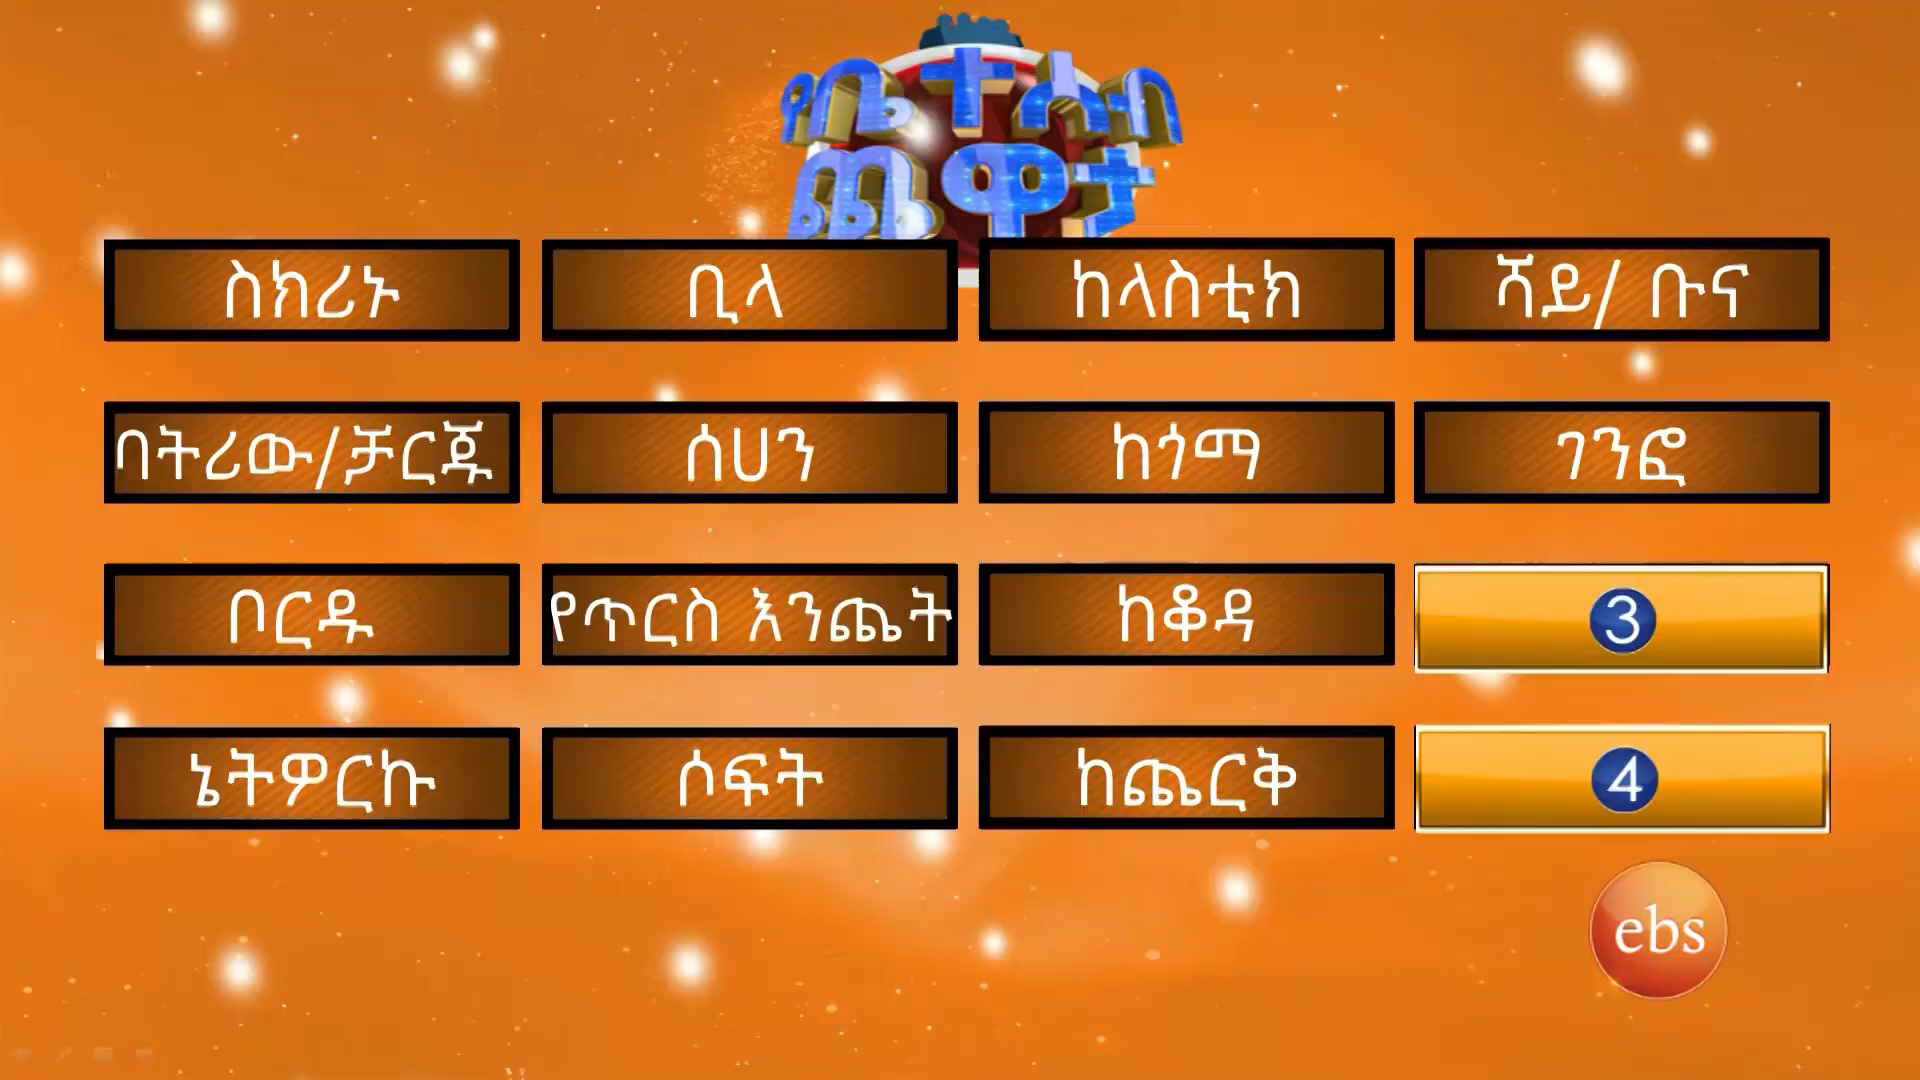 የቤተሰብ
ጨዋታ
ስክሪኑ
ቢላ
ከላስቲክ
ሻይ/ ቡና
ባትሪው/ቻርጁ
ሰሀን
ከጎማ
ገንፎ
ቦርዱ
የጥርስ እንጨት
ከቆዳ
3
ኔትዎርኩ
ሶፍት
ከጨርቅ
4
ebs